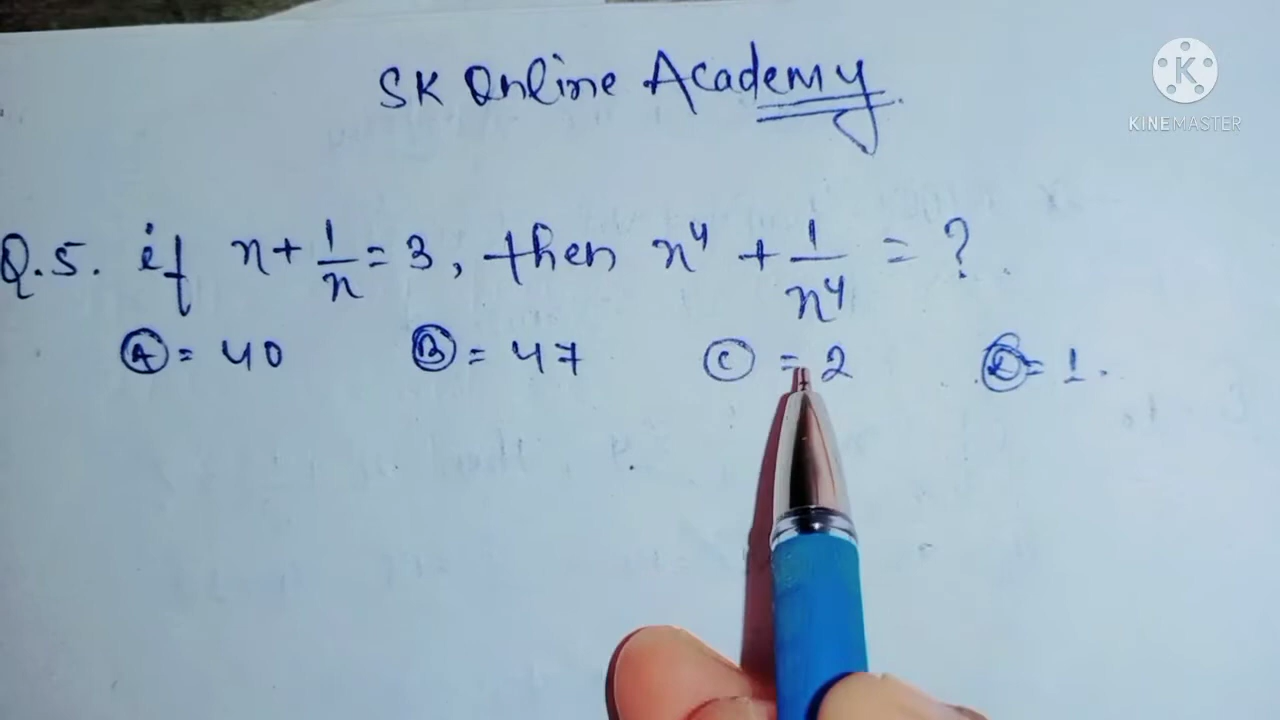 SK Online Academy.
KINEMASTER
Q.5. if x + 1/x = 3, then x⁴ + 1/x⁴ = ?
Ⓐ = 40 Ⓑ = 47 Ⓒ = 2 Ⓓ = 1.